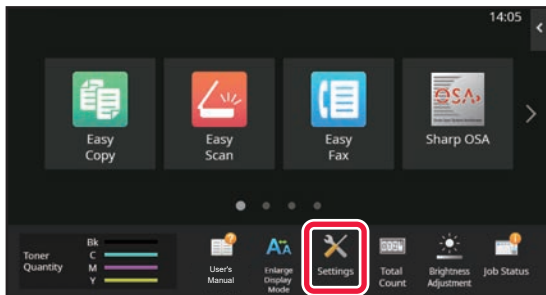 14:05
Easy
Copy
Easy
Scan
Easy
Fax
OSA
Sharp OSA
Toner
Quantity
Bk
C
M
Y
User's
Manual
Enlarge
Display
Mode
Settings
Total
Count
Brightness
Adjustment
Job Status